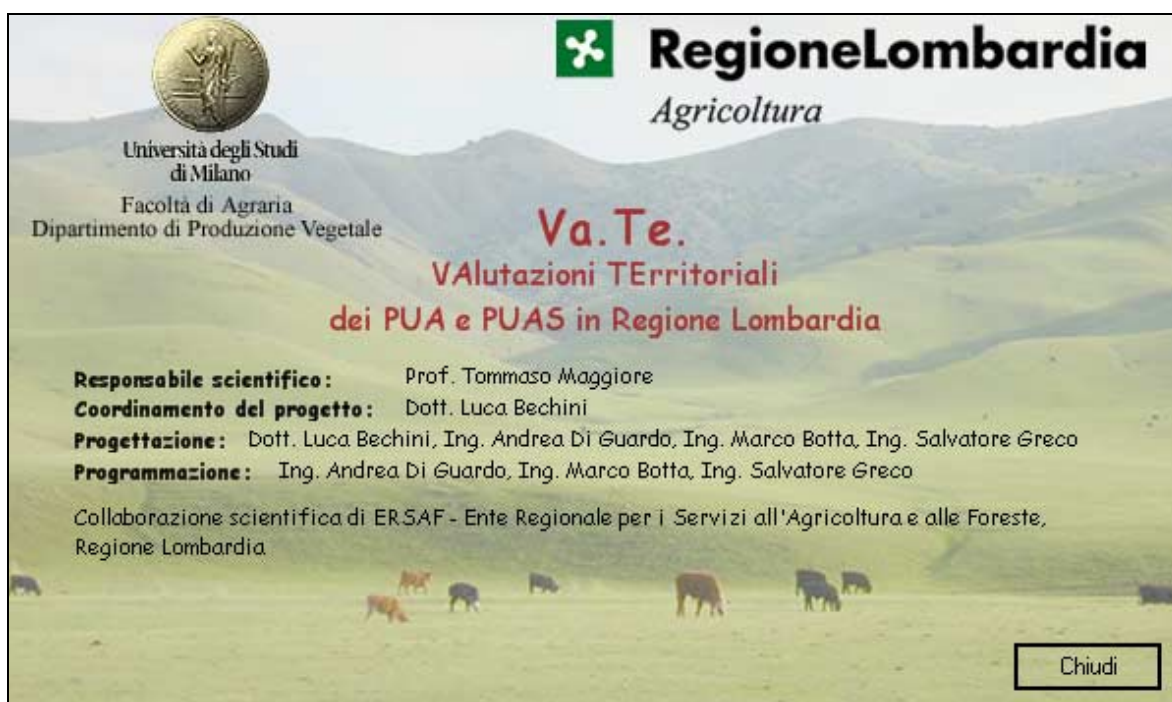 Università degli Studi
di Milano
Facoltà di Agraria
Dipartimento di Produzione Vegetale
RegioneLombardia
Agricoltura
Va.Te.
VAlutazioni TErritoriali
dei PUA e PUAS in Regione Lombardia
Responsabile scientifico: Prof. Tommaso Maggiore
Coordinamento del progetto: Dott. Luca Bechini
Progettazione: Dott. Luca Bechini, Ing. Andrea Di Guardo, Ing. Marco Botta, Ing. Salvatore Greco
Programmazione: Ing. Andrea Di Guardo, Ing. Marco Botta, Ing. Salvatore Greco
Collaborazione scientifica di ERSAF - Ente Regionale per i Servizi all'Agricoltura e alle Foreste,
Regione Lombardia
Chiudi